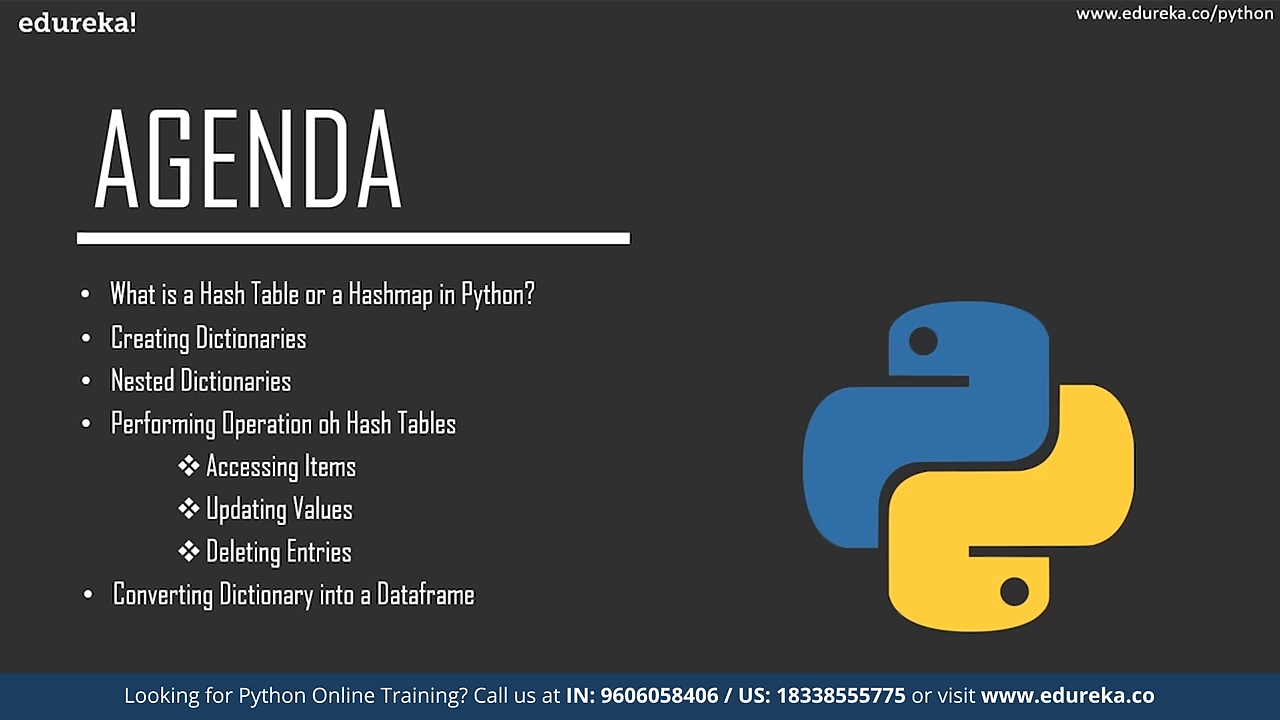 edureka!
www.edureka.co/python
AGENDA
• What is a Hash Table or a Hashmap in Python?
• Creating Dictionaries
• Nested Dictionaries
• Performing Operation oh Hash Tables
❖ Accessing Items
❖ Updating Values
❖ Deleting Entries
• Converting Dictionary into a Dataframe
Looking for Python Online Training? Call us at IN: 9606058406 / US: 18338555775 or visit www.edureka.co